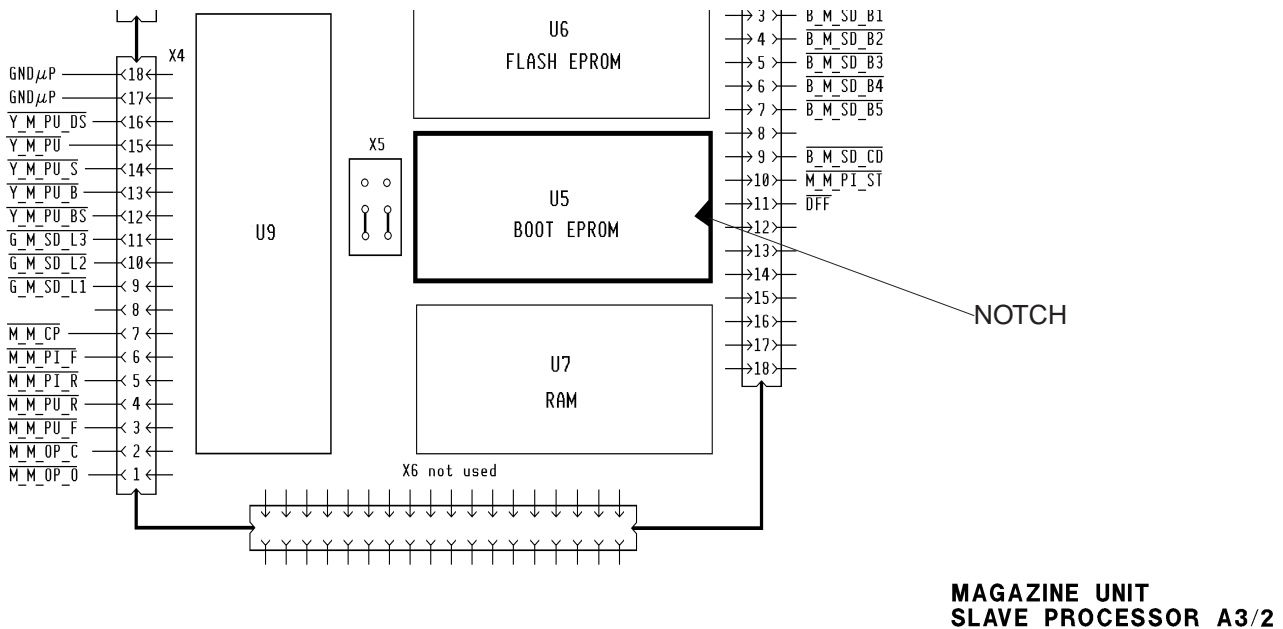 X4
18 GNDμP
17 GNDμP
16 Y_M_PU_DS
15 Y_M_PU
14 Y_M_PU_S
13 Y_M_PU_B
12 Y_M_PU_BS
11 G_M_SD_L3
10 G_M_SD_L2
9 G_M_SD_L1
8
7 M_M_CP
6 M_M_PI_F
5 M_M_PI_R
4 M_M_PU_R
3 M_M_PU_F
2 M_M_OP_C
1 M_M_OP_O
U9
X5
U6
FLASH EPROM
U5
BOOT EPROM
U7
RAM
X6 not used
3 B_M_SD_B1
4 B_M_SD_B2
5 B_M_SD_B3
6 B_M_SD_B4
7 B_M_SD_B5
8
9 B_M_SD_CD
10 M_M_PI_ST
11 OFF
12
13
14
15
16
17
18
NOTCH
MAGAZINE UNIT
SLAVE PROCESSOR A3/2